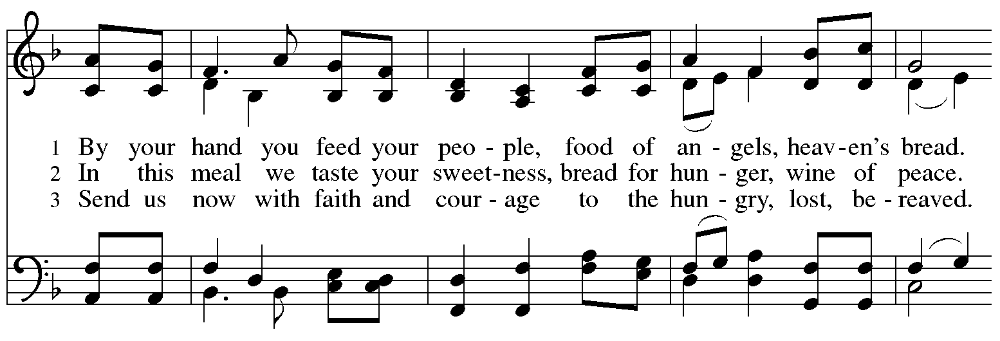 1 By your hand you feed your peo - ple, food of an - gels, heav-en's bread.
2 In this meal we taste your sweet-ness, bread for hun - ger, wine of peace.
3 Send us now with faith and cour - age to the hun - gry, lost, be - reaved.